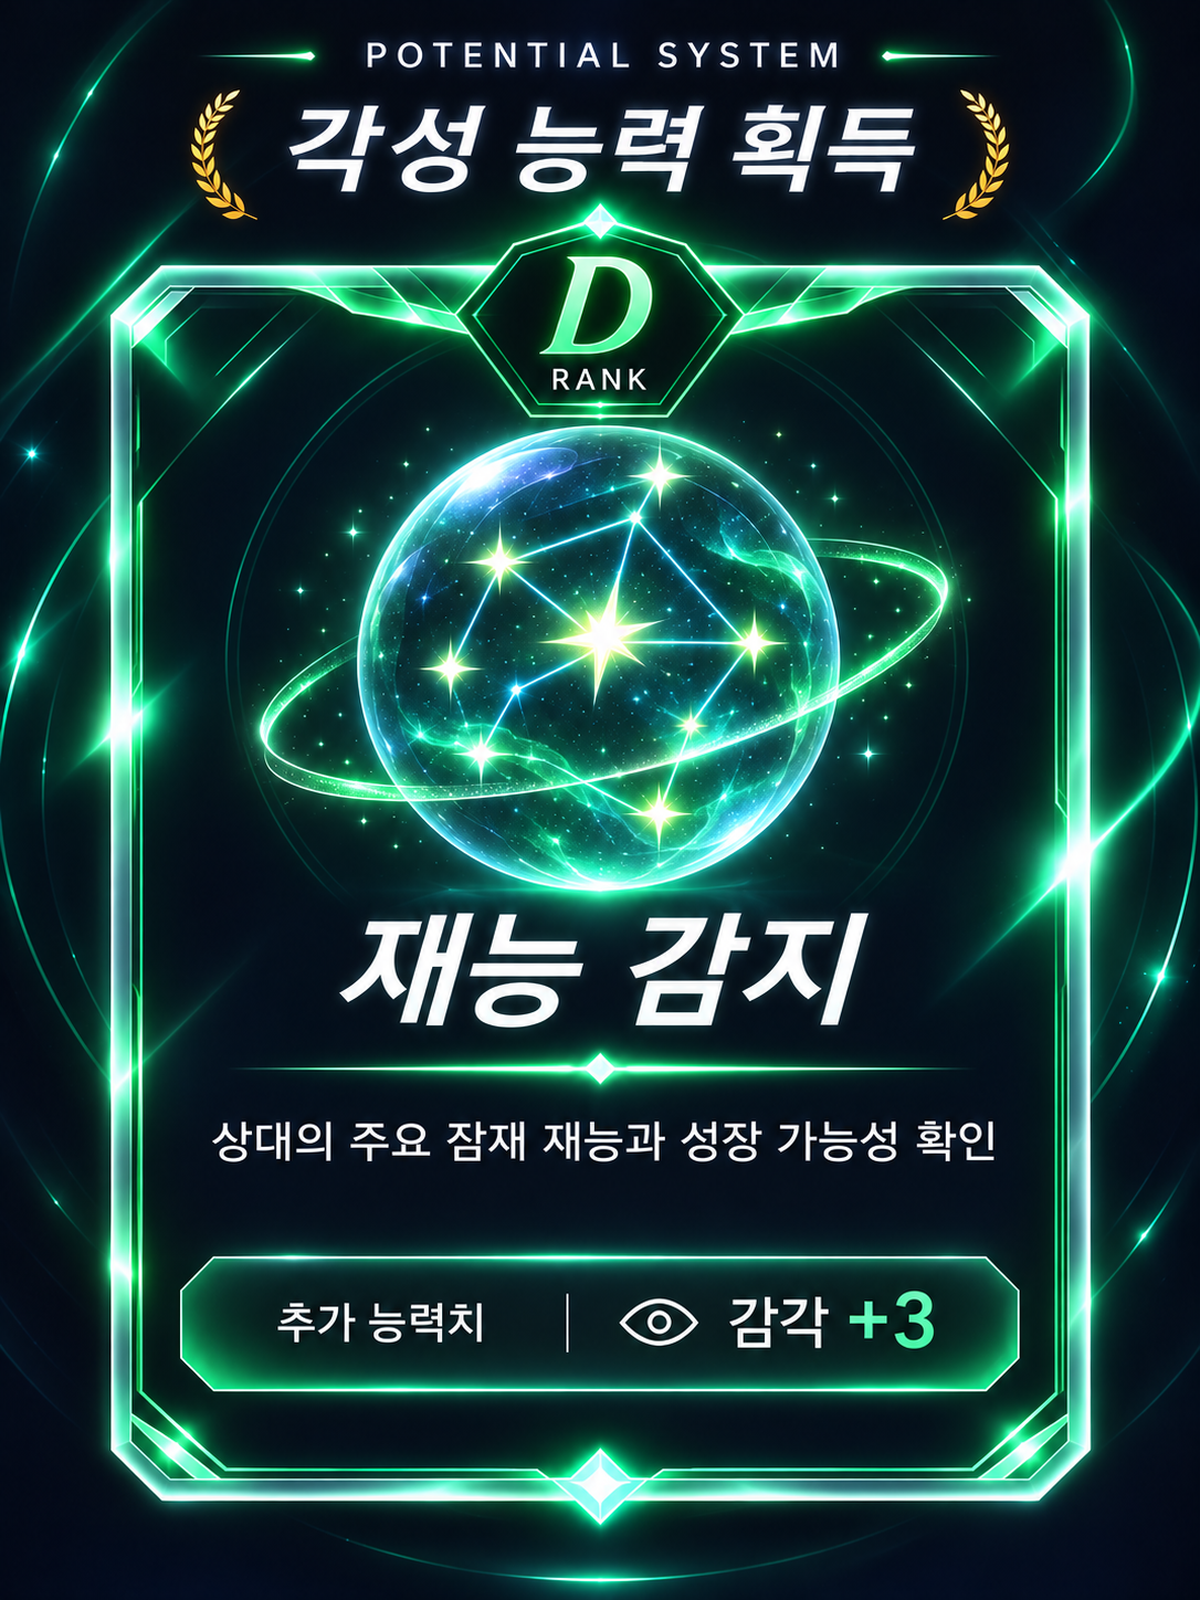 POTENTIAL SYSTEM
각성 능력 획득
D
RANK
재능 감지
상대의 주요 잠재 재능과 성장 가능성 확인
추가 능력치 감각 +3